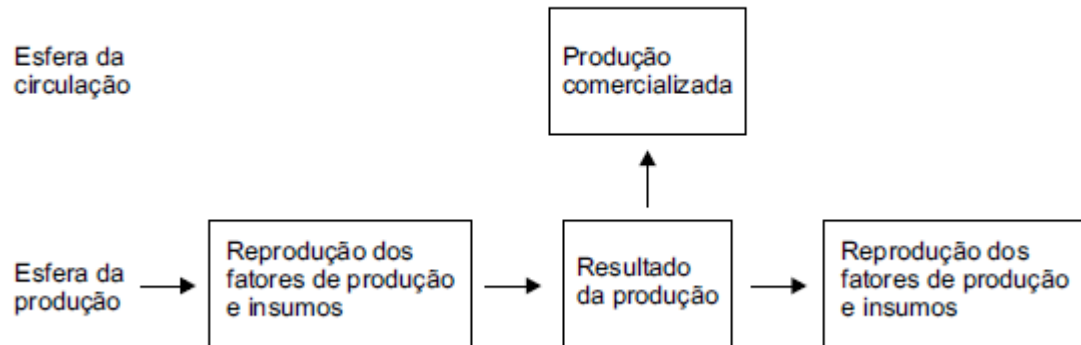 Esfera da
circulação
Produção
comercializada
Esfera da
produção
Reprodução dos
fatores de produção
e insumos
Resultado
da produção
Reprodução dos
fatores de produção
e insumos